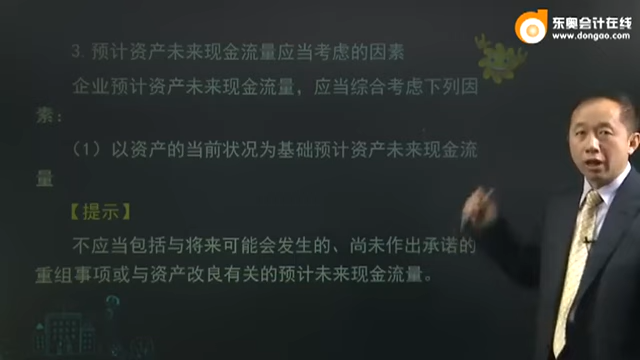 东奥会计在线
www.dongao.com
3.预计资产未来现金流量应当考虑的因素
企业预计资产未来现金流量，应当综合考虑下列因
素：
（1）以资产的当前状况为基础预计资产未来现金流
量
【提示】
不应当包括与将来可能会发生的、尚未作出承诺的
重组事项或与资产改良有关的预计未来现金流量。